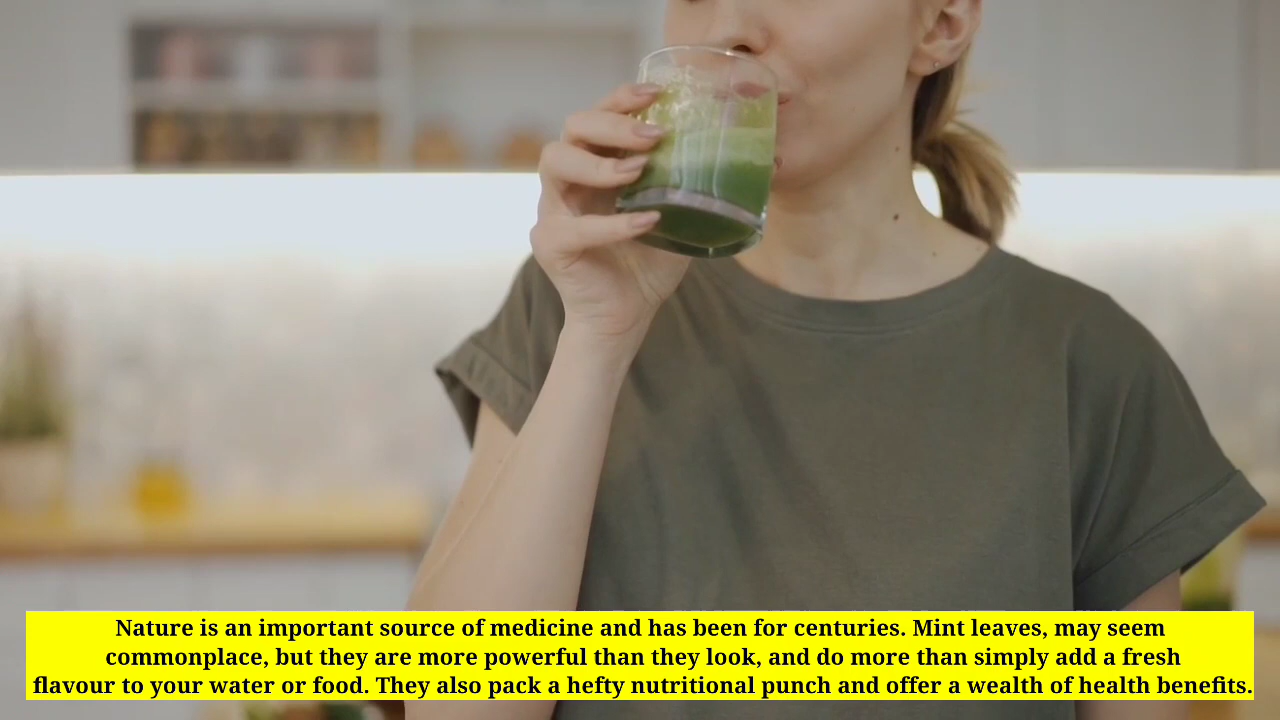 Nature is an important source of medicine and has been for centuries. Mint leaves, may seem
commonplace, but they are more powerful than they look, and do more than simply add a fresh
flavour to your water or food. They also pack a hefty nutritional punch and offer a wealth of health benefits.